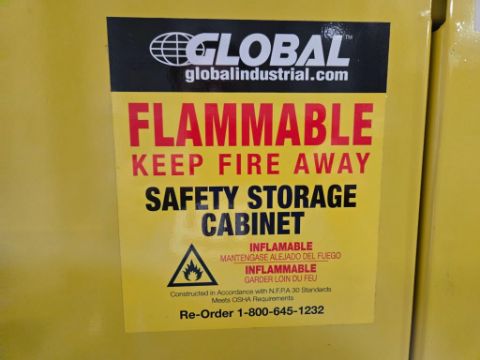 GLOBAL™
globalindustrial.com
FLAMMABLE
KEEP FIRE AWAY
SAFETY STORAGE
CABINET
INFLAMABLE
MANTENGASE ALEJADO DEL FUEGO
INFLAMMABLE
GARDER LOIN DU FEU
Constructed in Accordance with N.F.P.A 30 Standards
Meets OSHA Requirements
Re-Order 1-800-645-1232